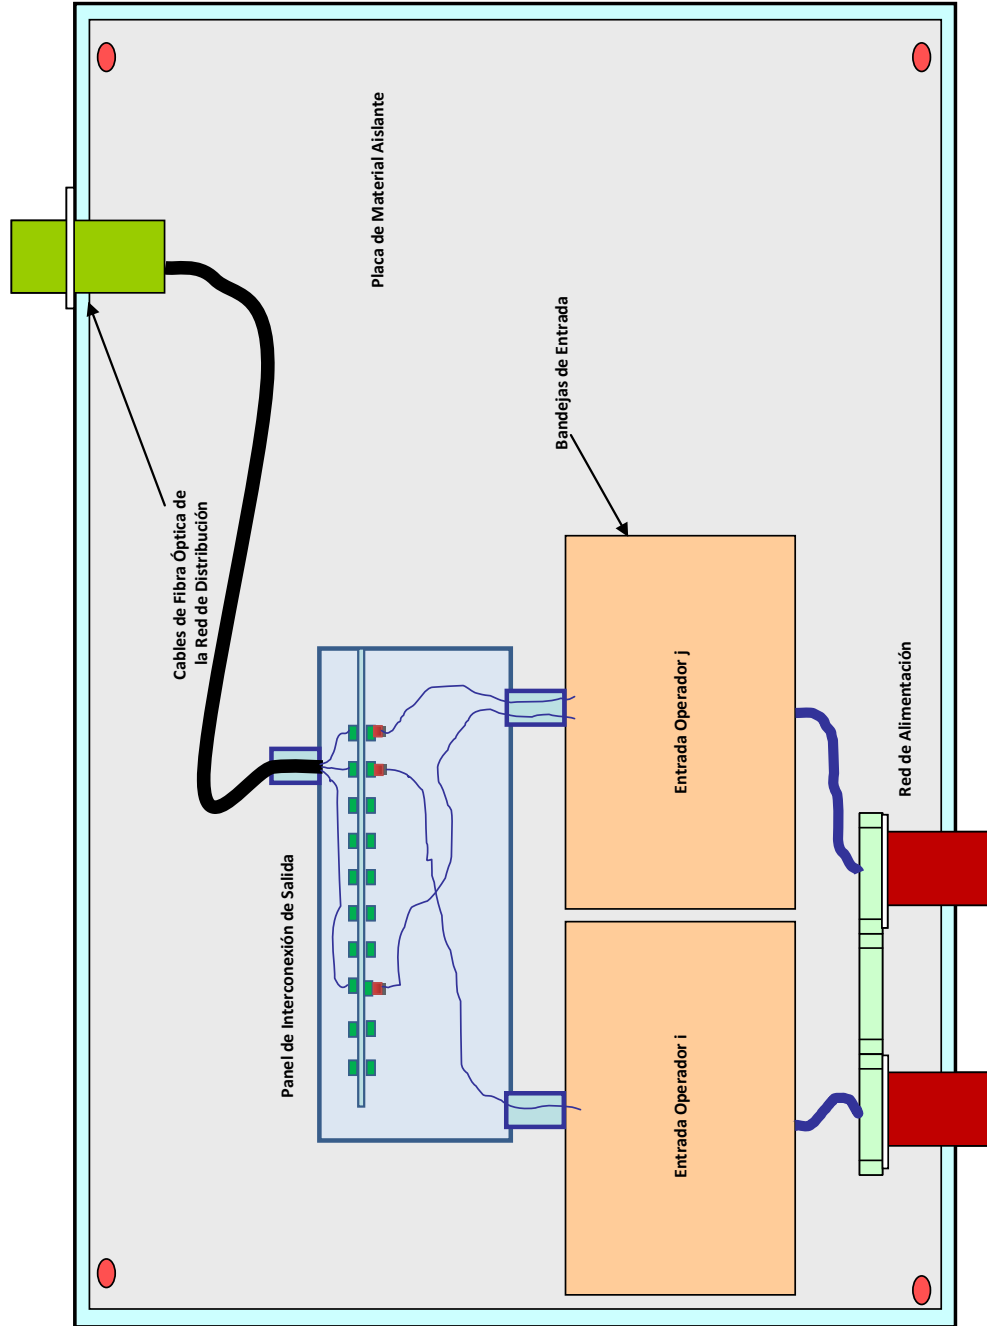 Placa de Material Aislante
Cables de Fibra Óptica de
la Red de Distribución
Bandejas de Entrada
Panel de Interconexión de Salida
Entrada Operador i
Entrada Operador j
Red de Alimentación